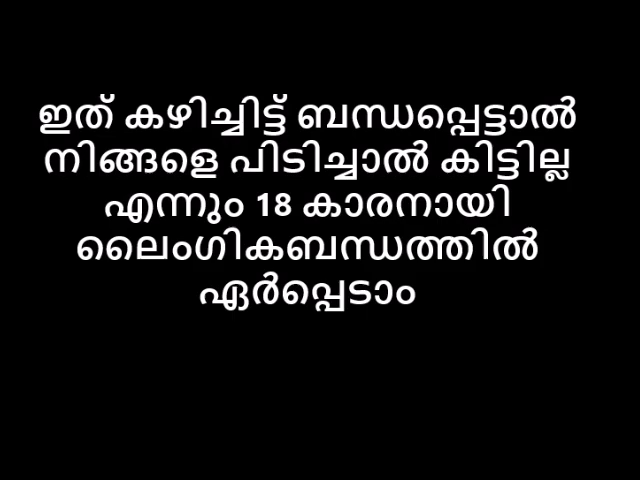 ഇത് കഴിച്ചിട്ട് ബന്ധപ്പെട്ടാൽ
നിങ്ങളെ പിടിച്ചാൽ കിട്ടില്ല
എന്നും 18 കാരനായി
ലൈംഗികബന്ധത്തിൽ
ഏർപ്പെടാം